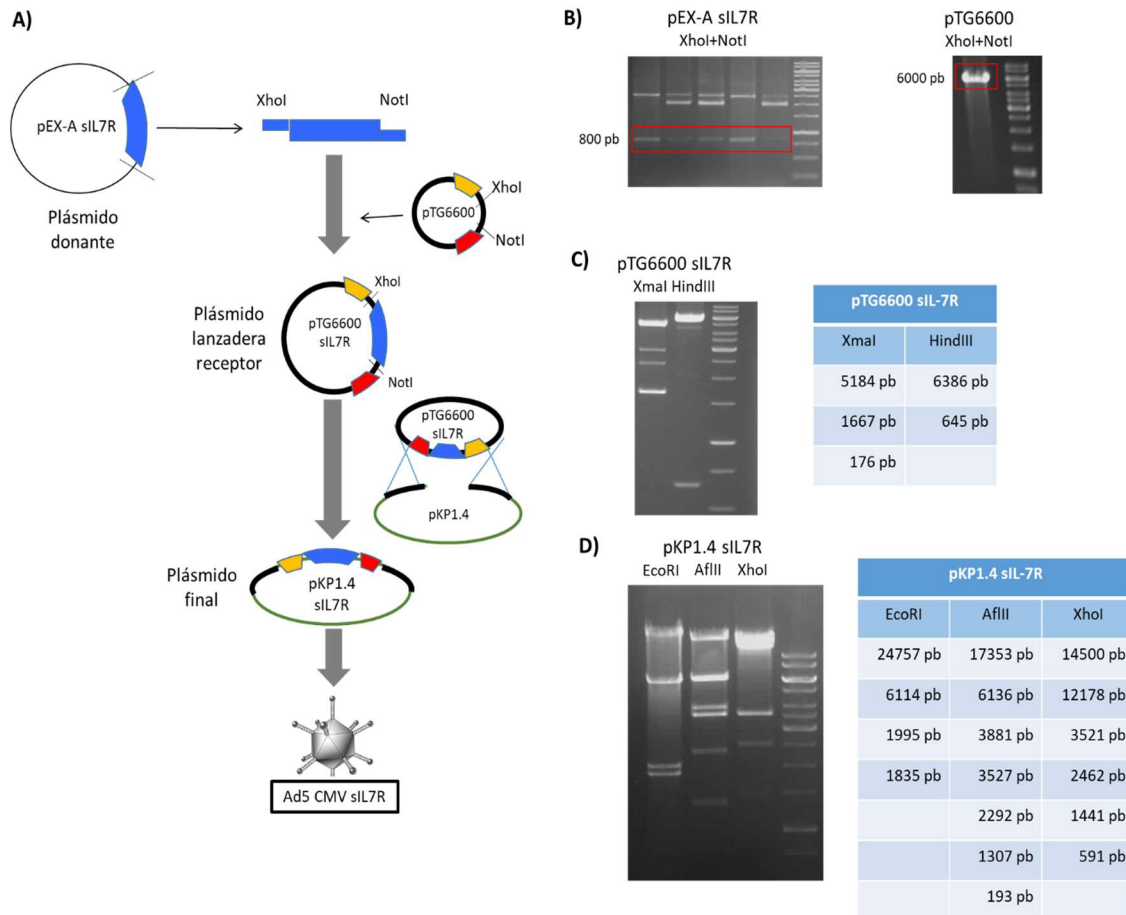 A)
XhoI
NotI
pEX-A sIL7R
Plásmido
donante
XhoI
pTG6600
NotI
XhoI
Plásmido
lanzadera
receptor
pTG6600
sIL7R
NotI
pTG6600
sIL7R
pKP1.4
Plásmido
final
pKP1.4
sIL7R
Ad5 CMV sIL7R
B)
pEX-A sIL7R
XhoI+NotI
800 pb
pTG6600
XhoI+NotI
6000 pb
C)
pTG6600 sIL7R
XmaI HindIII
pTG6600 sIL-7R
XmaI HindIII
5184 pb 6386 pb
1667 pb 645 pb
176 pb
D)
pKP1.4 sIL7R
EcoRI AflII XhoI
pKP1.4 sIL-7R
EcoRI AflII XhoI
24757 pb 17353 pb 14500 pb
6114 pb 6136 pb 12178 pb
1995 pb 3881 pb 3521 pb
1835 pb 3527 pb 2462 pb
2292 pb 1441 pb
1307 pb 591 pb
193 pb